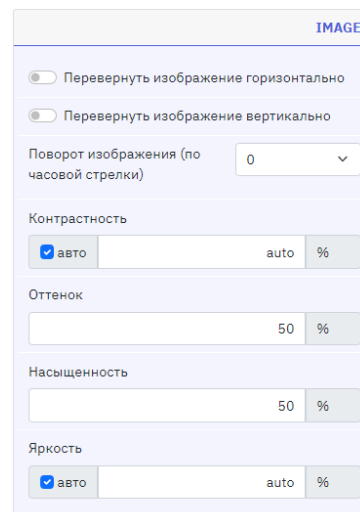 IMAGE
Перевернуть изображение горизонтально
Перевернуть изображение вертикально
Поворот изображения (по
часовой стрелки)
0
Контрастность
авто auto %
Оттенок
50 %
Насыщенность
50 %
Яркость
авто auto %